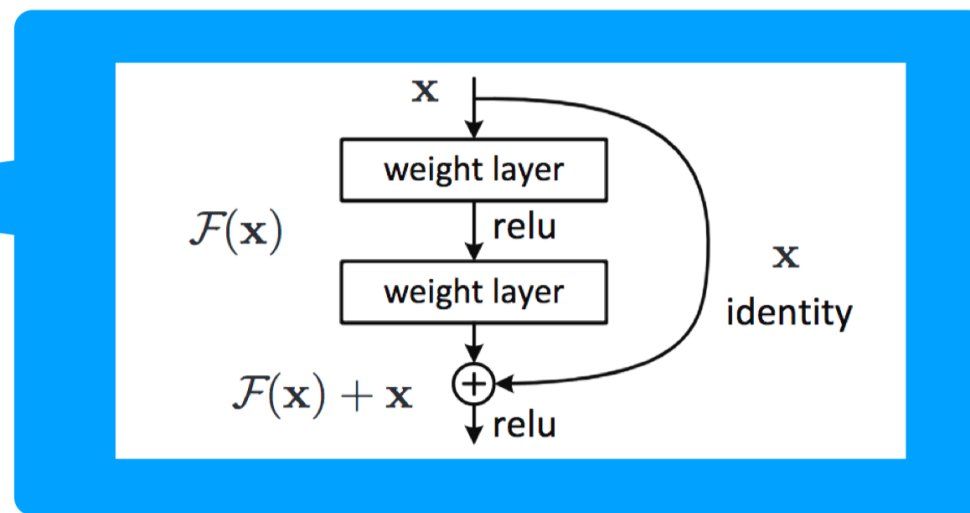 x
weight layer
F(x)
relu
x
weight layer
identity
F(x) + x
relu